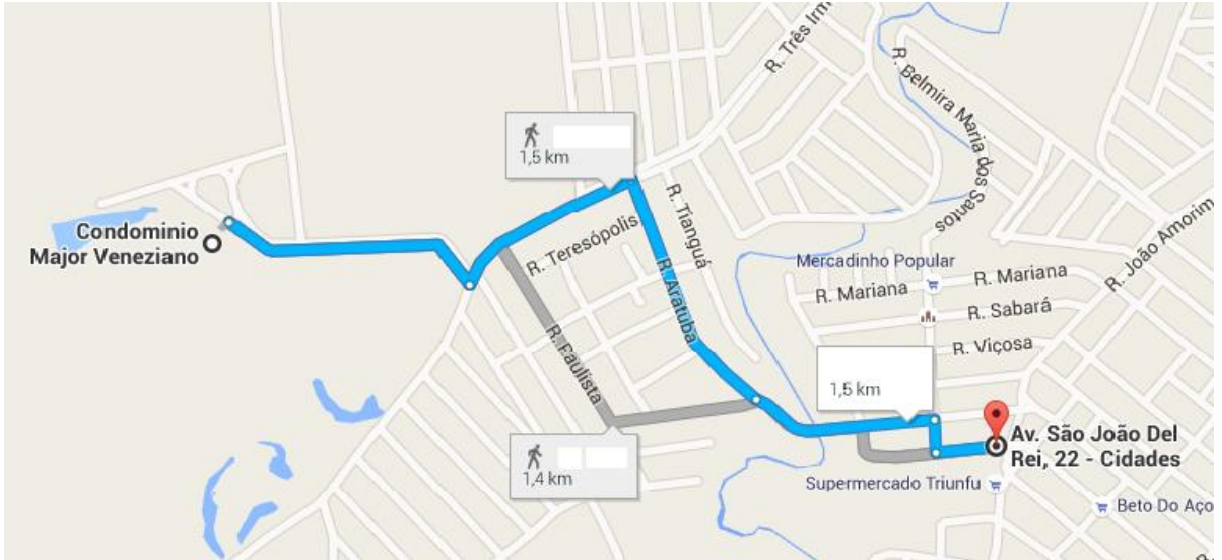 R. Três Irm
R. Belmira Maria dos Santos
1,5 km
R. Tianguá
R. João Amorim
Condominio
Major Veneziano
R. Teresópolis
Mercadinho Popular
R. Mariana
R. Mariana
R. Aratuba
R. Sabará
R. Paulista
R. Viçosa
1,5 km
Av. São João Del
Rei, 22 - Cidades
1,4 km
Supermercado Triunfu
Beto Do Aço